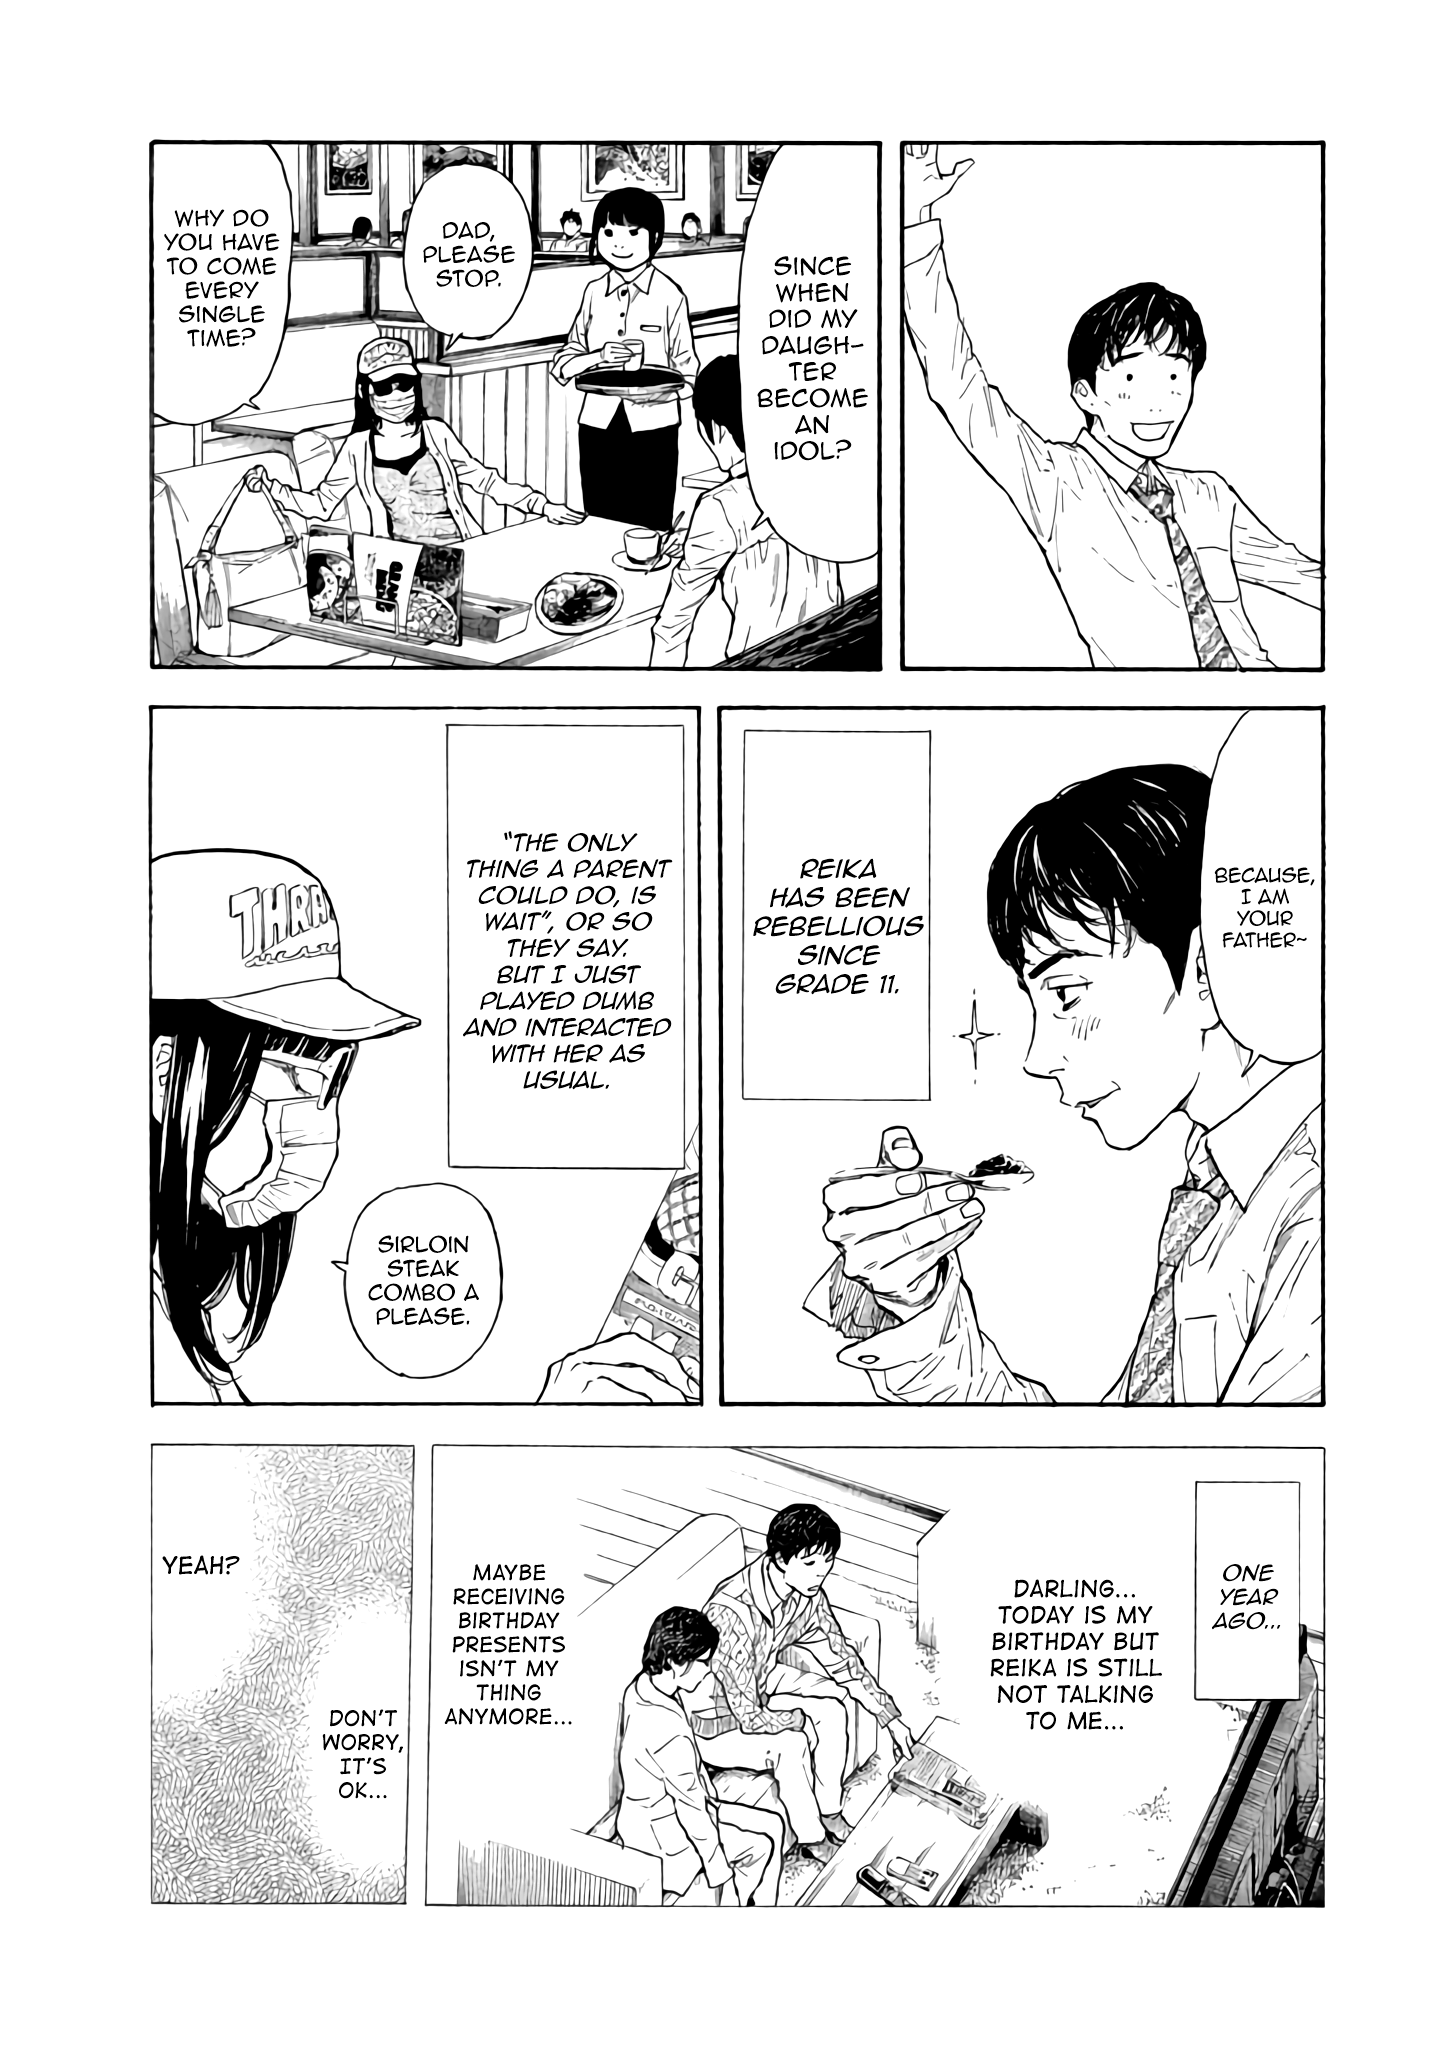 SINCE
WHEN
DID MY
DAUGH-
TER
BECOME
AN
IDOL?
DAD,
PLEASE
STOP.
WHY DO
YOU HAVE
TO COME
EVERY
SINGLE
TIME?
BECAUSE,
I AM
YOUR
FATHER~
REIKA
HAS BEEN
REBELLIOUS
SINCE
GRADE 11.
"THE ONLY
THING A PARENT
COULD DO, IS
WAIT", OR SO
THEY SAY.
BUT I JUST
PLAYED DUMB
AND INTERACTED
WITH HER AS
USUAL.
THRA
SIRLOIN
STEAK
COMBO A
PLEASE.
ONE
YEAR
AGO...
DARLING...
TODAY IS MY
BIRTHDAY BUT
REIKA IS STILL
NOT TALKING
TO ME...
MAYBE
RECEIVING
BIRTHDAY
PRESENTS
ISN'T MY
THING
ANYMORE...
DON'T
WORRY,
IT'S
OK...
YEAH?